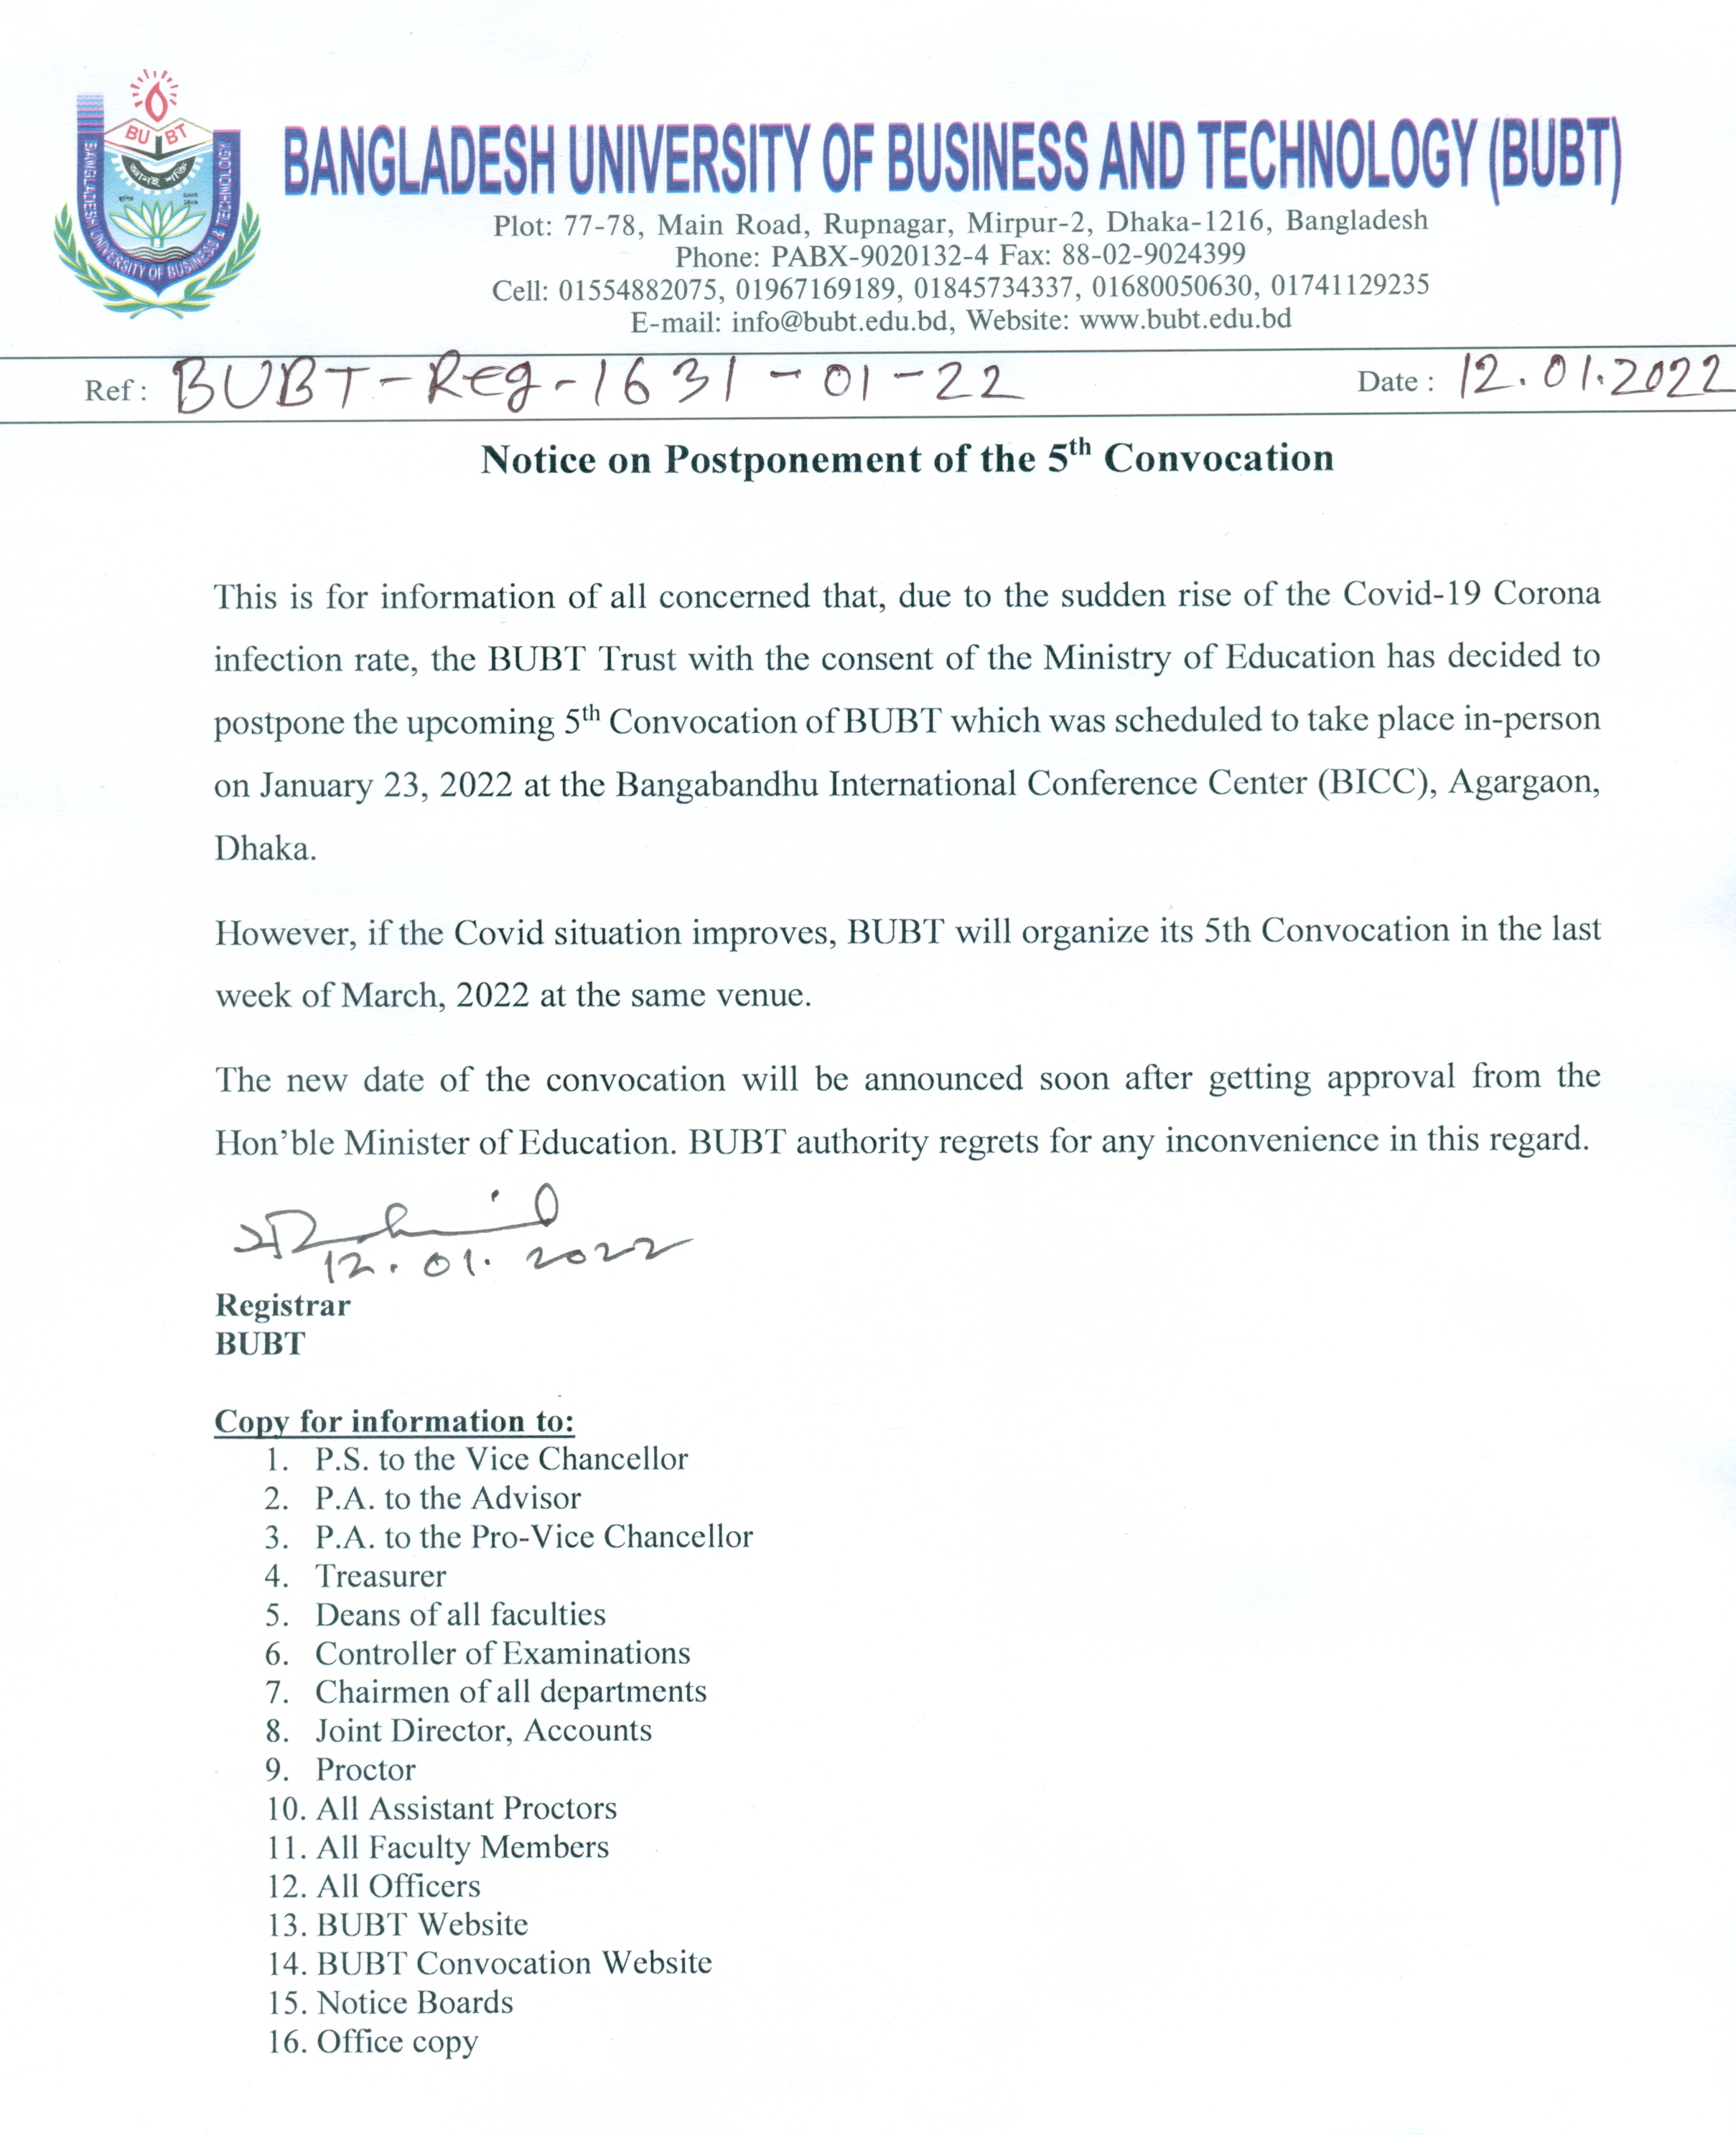 BU BT
জ্ঞানই শক্তি
স্থাপিত
২০০৩
BANGLADESH UNIVERSITY OF BUSINESS & TECHNOLOGY
BANGLADESH UNIVERSITY OF BUSINESS AND TECHNOLOGY (BUBT)
Plot: 77-78, Main Road, Rupnagar, Mirpur-2, Dhaka-1216, Bangladesh
Phone: PABX-9020132-4 Fax: 88-02-9024399
Cell: 01554882075, 01967169189, 01845734337, 01680050630, 01741129235
E-mail: info@bubt.edu.bd, Website: www.bubt.edu.bd
Ref : BUBT-Reg-1631-01-22 Date : 12.01.2022
Notice on Postponement of the 5th Convocation
This is for information of all concerned that, due to the sudden rise of the Covid-19 Corona
infection rate, the BUBT Trust with the consent of the Ministry of Education has decided to
postpone the upcoming 5th Convocation of BUBT which was scheduled to take place in-person
on January 23, 2022 at the Bangabandhu International Conference Center (BICC), Agargaon,
Dhaka.
However, if the Covid situation improves, BUBT will organize its 5th Convocation in the last
week of March, 2022 at the same venue.
The new date of the convocation will be announced soon after getting approval from the
Hon’ble Minister of Education. BUBT authority regrets for any inconvenience in this regard.
12.01.2022
Registrar
BUBT
Copy for information to:
1. P.S. to the Vice Chancellor
2. P.A. to the Advisor
3. P.A. to the Pro-Vice Chancellor
4. Treasurer
5. Deans of all faculties
6. Controller of Examinations
7. Chairmen of all departments
8. Joint Director, Accounts
9. Proctor
10. All Assistant Proctors
11. All Faculty Members
12. All Officers
13. BUBT Website
14. BUBT Convocation Website
15. Notice Boards
16. Office copy